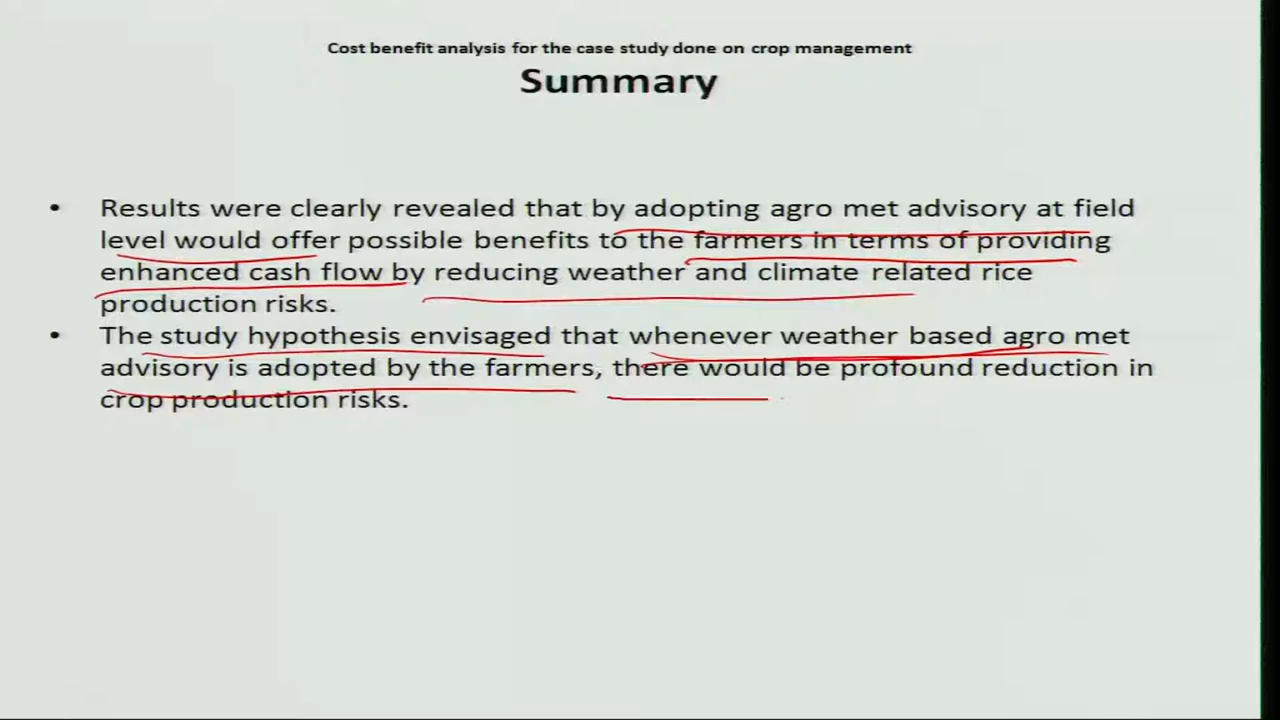 Cost benefit analysis for the case study done on crop management
Summary
• Results were clearly revealed that by adopting agro met advisory at field
level would offer possible benefits to the farmers in terms of providing
enhanced cash flow by reducing weather and climate related rice
production risks.
• The study hypothesis envisaged that whenever weather based agro met
advisory is adopted by the farmers, there would be profound reduction in
crop production risks.